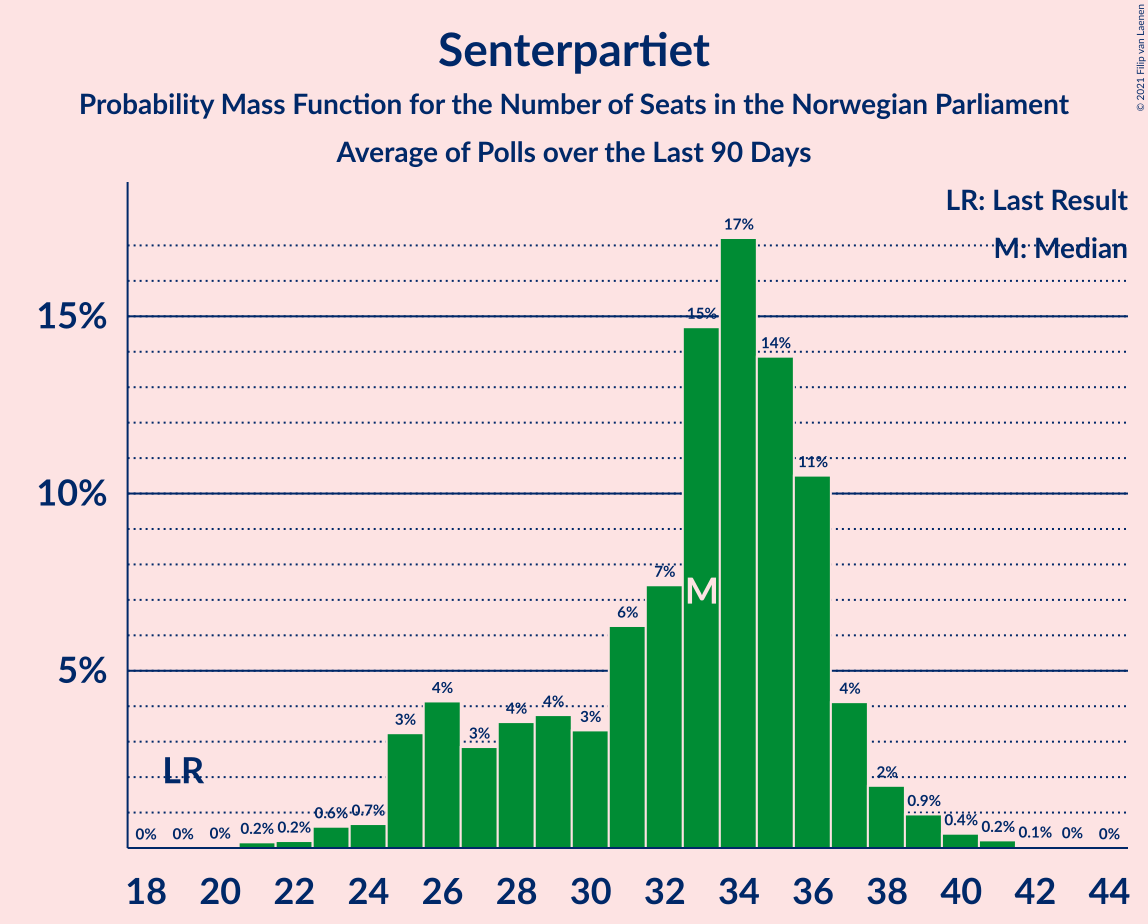 Senterpartiet
Probability Mass Function for the Number of Seats in the Norwegian Parliament
Average of Polls over the Last 90 Days
© 2021 Filip van Laenen
LR: Last Result
M: Median
15%
10%
5%
0% 0% 0% 0.2% 0.2% 0.6% 0.7% 3% 4% 3% 4% 4% 3% 6% 7% 15% 17% 14% 11% 4% 2% 0.9% 0.4% 0.2% 0.1% 0% 0%
LR
M
18 20 22 24 26 28 30 32 34 36 38 40 42 44